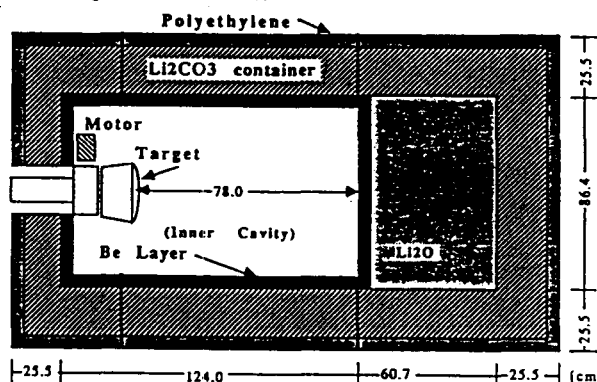 Polyethylene
Li2CO3 container
25.5
Motor
Target
78.0
86.4
(Inner Cavity)
Li2O
Be Layer
25.5
25.5
124.0
60.7
25.5
(cm